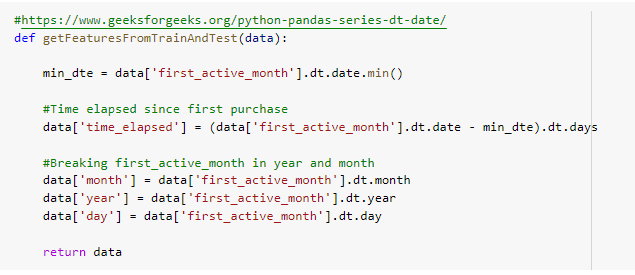 #https://www.geeksforgeeks.org/python-pandas-series-dt-date/
def getFeaturesFromTrainAndTest(data):
min_dte = data['first_active_month'].dt.date.min()
#Time elapsed since first purchase
data['time_elapsed'] = (data['first_active_month'].dt.date - min_dte).dt.days
#Breaking first_active_month in year and month
data['month'] = data['first_active_month'].dt.month
data['year'] = data['first_active_month'].dt.year
data['day'] = data['first_active_month'].dt.day
return data